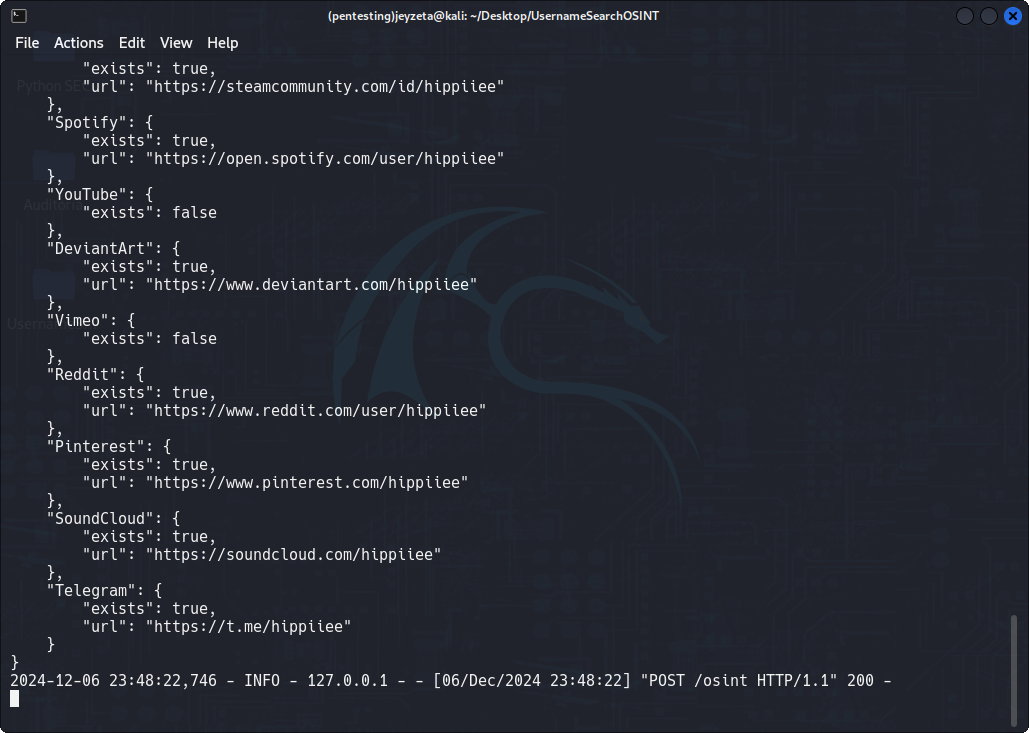 (pentesting)jeyzeta@kali: ~/Desktop/UsernameSearchOSINT
File Actions Edit View Help
        "exists": true,
        "url": "https://steamcommunity.com/id/hippiiee"
    },
    "Spotify": {
        "exists": true,
        "url": "https://open.spotify.com/user/hippiiee"
    },
    "YouTube": {
        "exists": false
    },
    "DeviantArt": {
        "exists": true,
        "url": "https://www.deviantart.com/hippiiee"
    },
    "Vimeo": {
        "exists": false
    },
    "Reddit": {
        "exists": true,
        "url": "https://www.reddit.com/user/hippiiee"
    },
    "Pinterest": {
        "exists": true,
        "url": "https://www.pinterest.com/hippiiee"
    },
    "SoundCloud": {
        "exists": true,
        "url": "https://soundcloud.com/hippiiee"
    },
    "Telegram": {
        "exists": true,
        "url": "https://t.me/hippiiee"
    }
}
2024-12-06 23:48:22,746 - INFO - 127.0.0.1 - - [06/Dec/2024 23:48:22] "POST /osint HTTP/1.1" 200 -
Python